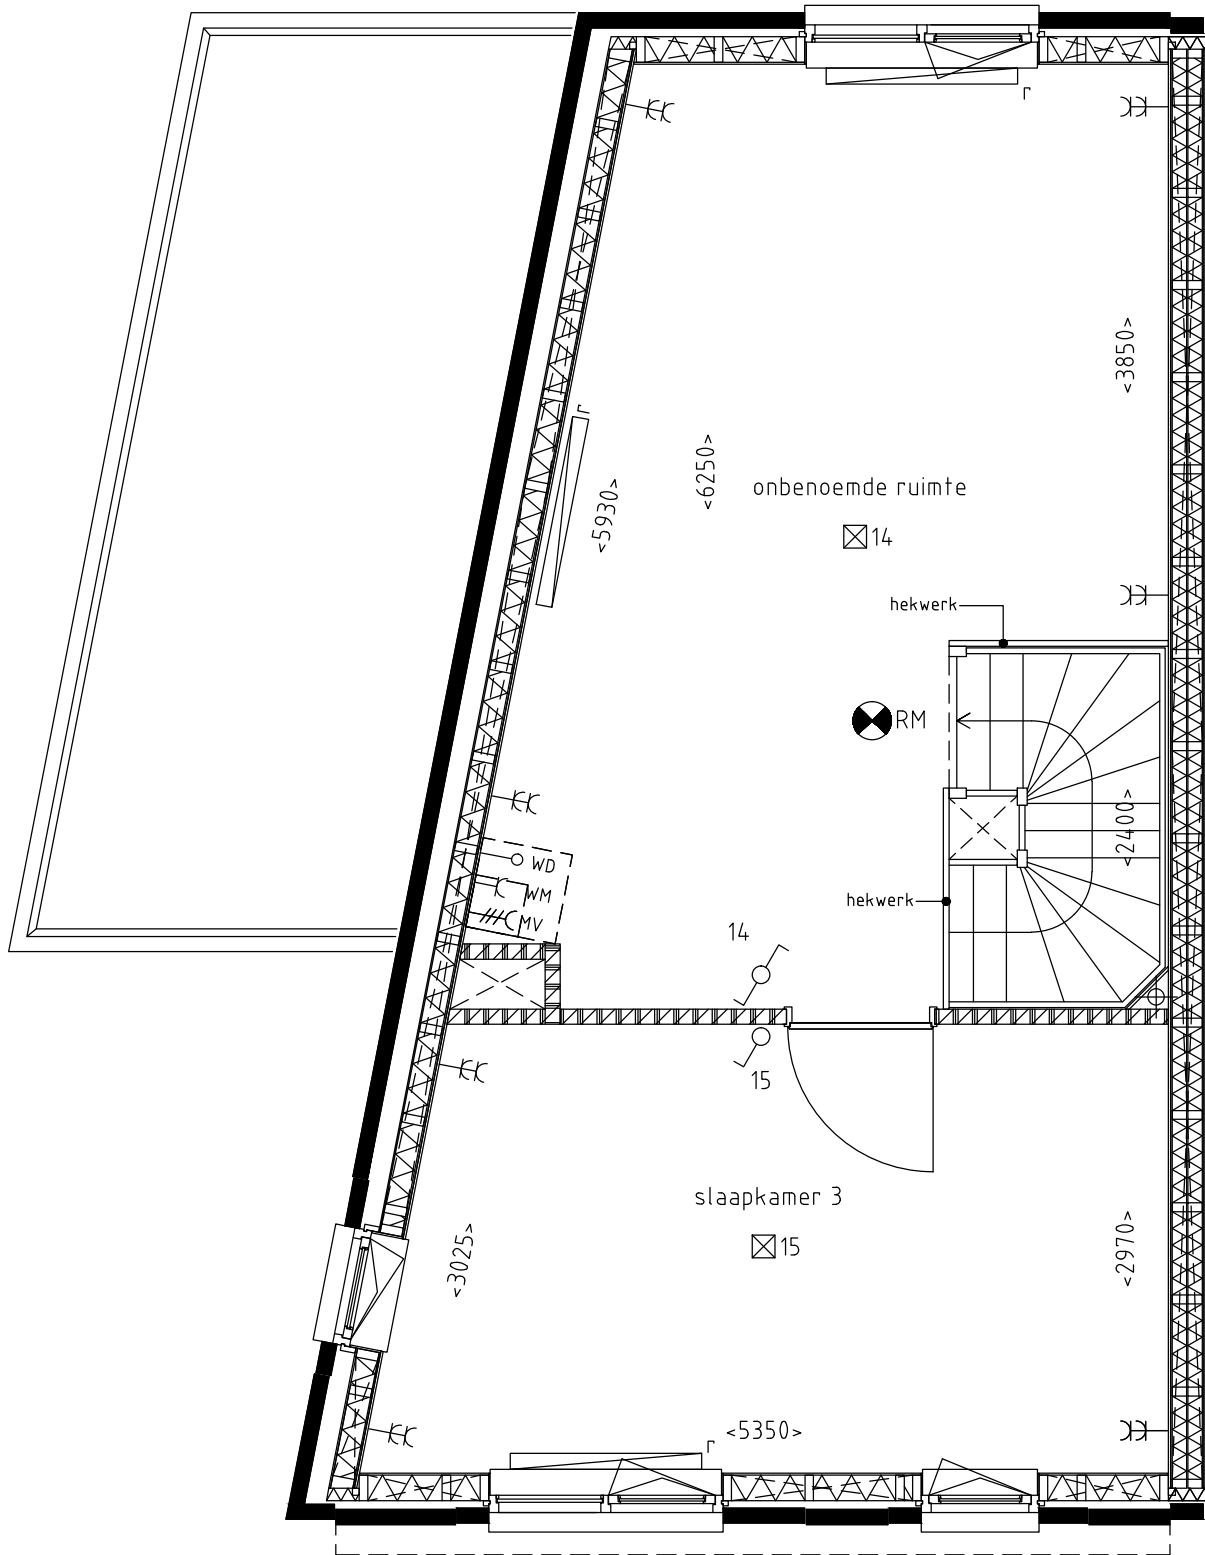 r
<3850>
r
<6250>
<5930>
onbenoemde ruimte
14
hekwerk
RM
<2400>
WD
WM
MV
hekwerk
14
15
slaapkamer 3
15
<3025>
<2970>
<5350>
r